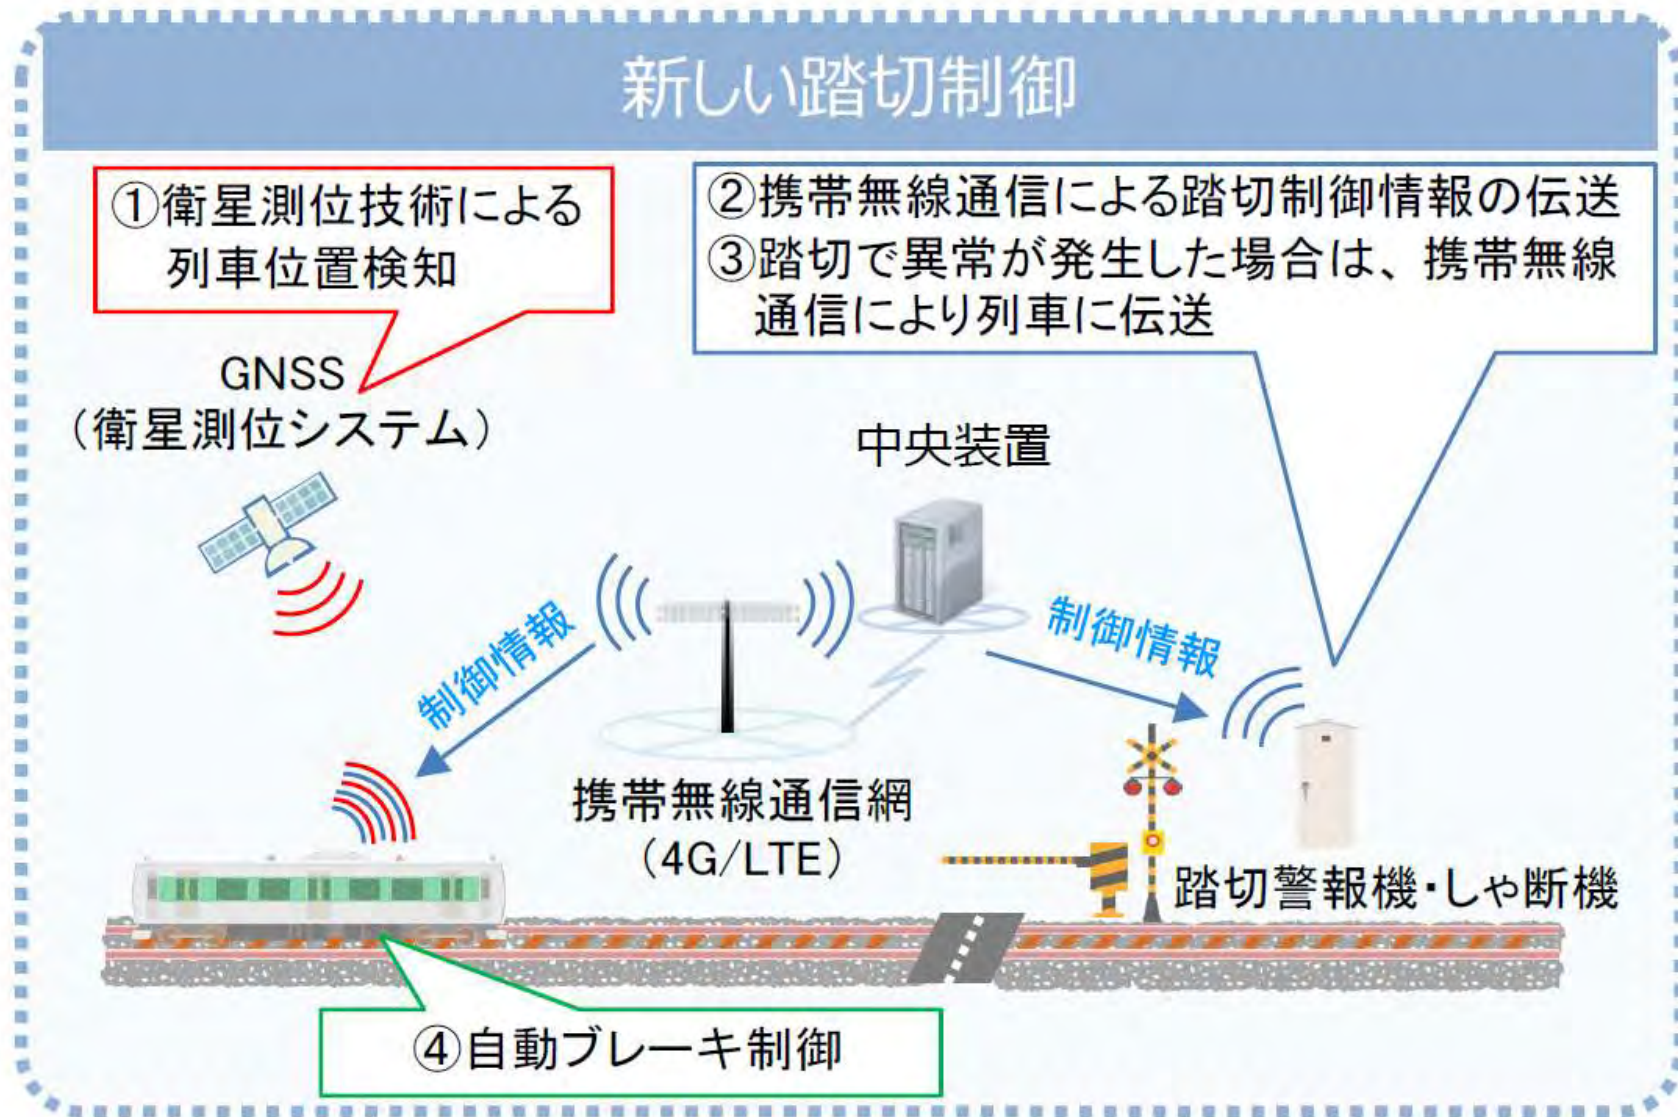 新しい踏切制御
①衛星測位技術による
列車位置検知
②携帯無線通信による踏切制御情報の伝送
③踏切で異常が発生した場合は、携帯無線
通信により列車に伝送
GNSS
（衛星測位システム）
中央装置
制御情報
制御情報
携帯無線通信網
（4G/LTE）
踏切警報機・しゃ断機
④自動ブレーキ制御